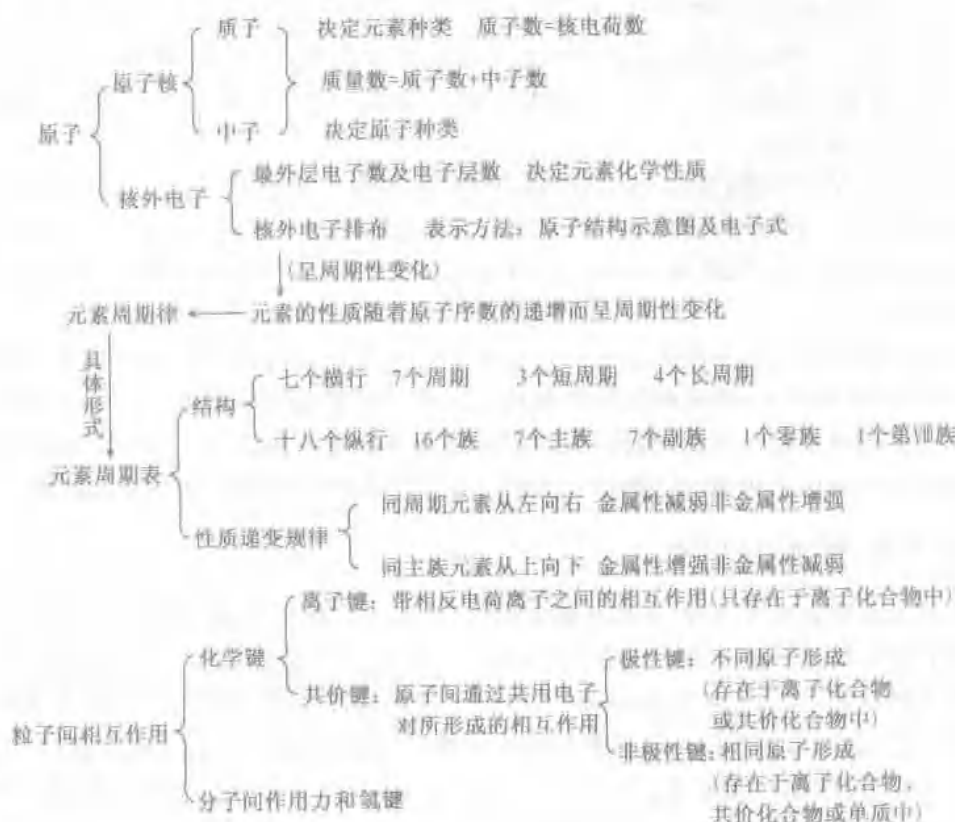 质子 决定元素种类 质子数=核电荷数
原子核
质量数=质子数+中子数
原子
中子 决定原子种类
最外层电子数及电子层数 决定元素化学性质
核外电子
核外电子排布 表示方法：原子结构示意图及电子式
(呈周期性变化)
元素周期律 元素的性质随着原子序数的递增而呈周期性变化
具体形式
七个横行 7个周期 3个短周期 4个长周期
结构
十八个纵行 16个族 7个主族 7个副族 1个零族 1个第Ⅷ族
元素周期表
同周期元素从左向右 金属性减弱非金属性增强
性质递变规律
同主族元素从上向下 金属性增强非金属性减弱
离子键：带相反电荷离子之间的相互作用(只存在于离子化合物中)
化学键
极性键：不同原子形成
(存在于离子化合物
或共价化合物中)
共价键：原子间通过共用电子
对所形成的相互作用
粒子间相互作用
非极性键：相同原子形成
(存在于离子化合物，
共价化合物或单质中)
分子间作用力和氢键